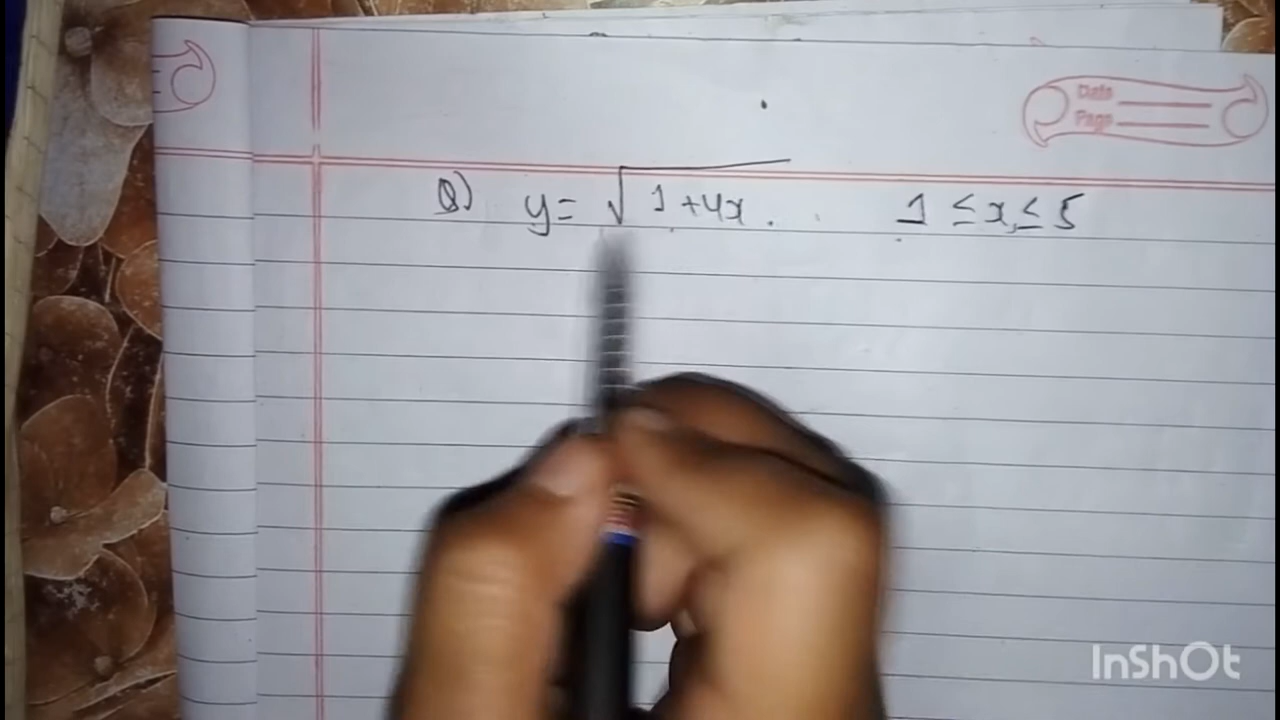 Date
Page
Q) y = √1+4x. 1 ≤ x ≤ 5
InShOt